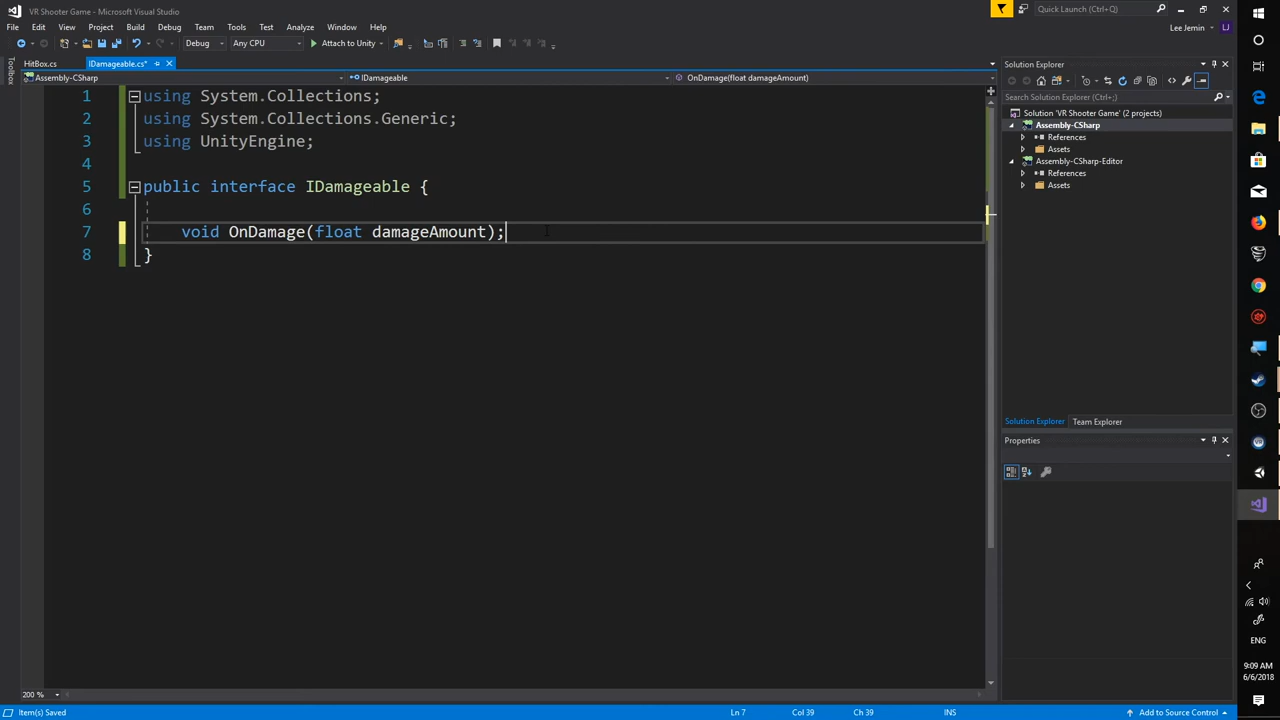 VR Shooter Game - Microsoft Visual Studio
Quick Launch (Ctrl+Q)
File Edit View Project Build Debug Team Tools Test Analyze Window Help
Lee Jemin LJ
Debug Any CPU Attach to Unity
Toolbox
HitBox.cs IDamageable.cs*
Assembly-CSharp IDamageable OnDamage(float damageAmount)
1 using System.Collections;
2 using System.Collections.Generic;
3 using UnityEngine;
4
5 public interface IDamageable {
6
7 void OnDamage(float damageAmount);
8 }
Solution Explorer
Search Solution Explorer (Ctrl+;)
Solution 'VR Shooter Game' (2 projects)
Assembly-CSharp
References
Assets
Assembly-CSharp-Editor
References
Assets
Solution Explorer Team Explorer
Properties
200 %
Item(s) Saved Ln 7 Col 39 Ch 39 INS Add to Source Control
ENG
9:09 AM
6/6/2018